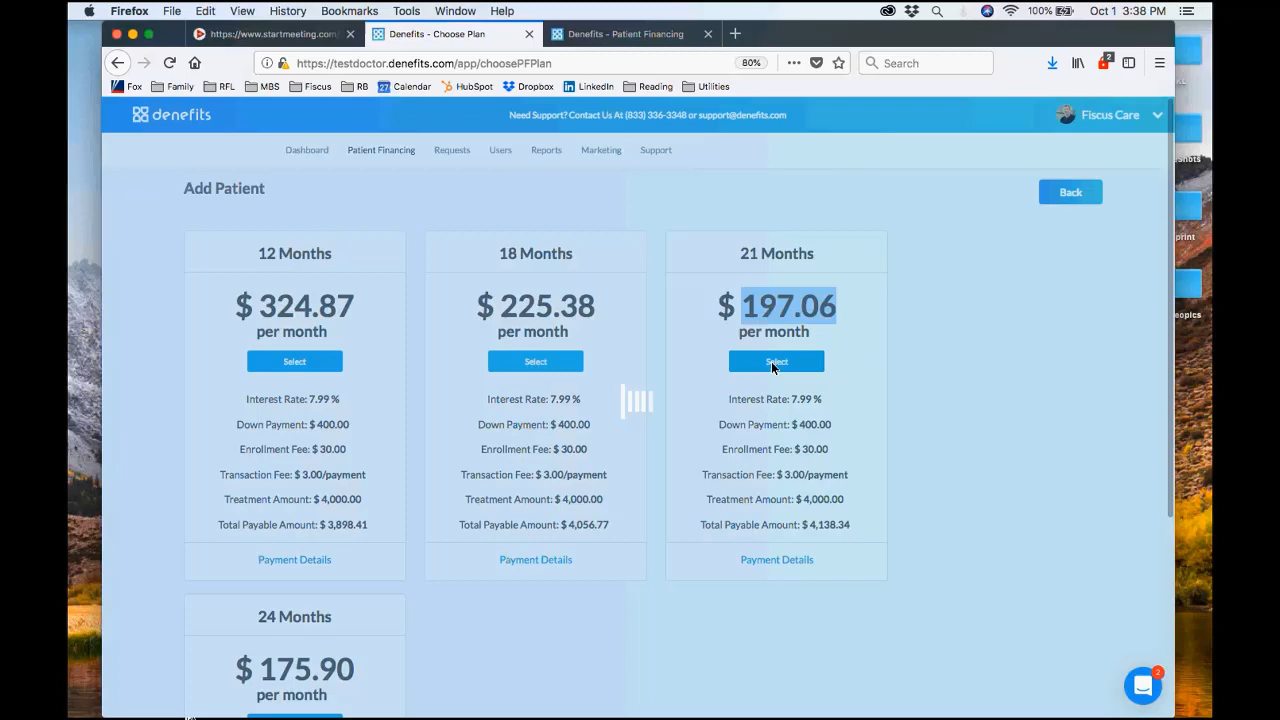 Firefox File Edit View History Bookmarks Tools Window Help 100% Oct 1 3:38 PM
https://www.startmeeting.com Denefits - Choose Plan Denefits - Patient Financing
https://testdoctor.denefits.com/app/choosePFPlan 80% Search 2
Fox Family RFL MBS Fiscus RB 27 Calendar HubSpot Dropbox LinkedIn Reading Utilities
denefits Need Support? Contact Us At (833) 336-3348 or support@denefits.com Fiscus Care
Dashboard Patient Financing Requests Users Reports Marketing Support
Add Patient Back
12 Months
$ 324.87
per month
Select
Interest Rate: 7.99 %
Down Payment: $ 400.00
Enrollment Fee: $ 30.00
Transaction Fee: $ 3.00/payment
Treatment Amount: $ 4,000.00
Total Payable Amount: $ 3,898.41
Payment Details
18 Months
$ 225.38
per month
Select
Interest Rate: 7.99 %
Down Payment: $ 400.00
Enrollment Fee: $ 30.00
Transaction Fee: $ 3.00/payment
Treatment Amount: $ 4,000.00
Total Payable Amount: $ 4,056.77
Payment Details
21 Months
$ 197.06
per month
Select
Interest Rate: 7.99 %
Down Payment: $ 400.00
Enrollment Fee: $ 30.00
Transaction Fee: $ 3.00/payment
Treatment Amount: $ 4,000.00
Total Payable Amount: $ 4,138.34
Payment Details
24 Months
$ 175.90
per month
2